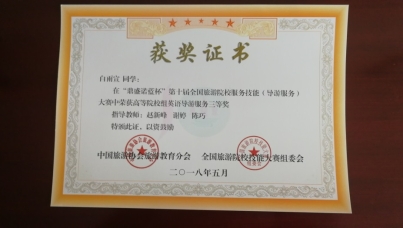 获奖证书
白雨宣 同学：
在“鼎盛诺蓝杯”第十届全国旅游院校服务技能（导游服务）
大赛中荣获高等院校组英语导游服务三等奖
指导教师：赵新峰 谢婷 陈巧
特颁此证，以资鼓励
中国旅游协会旅游教育分会 全国旅游院校技能大赛组委会
二〇一八年五月